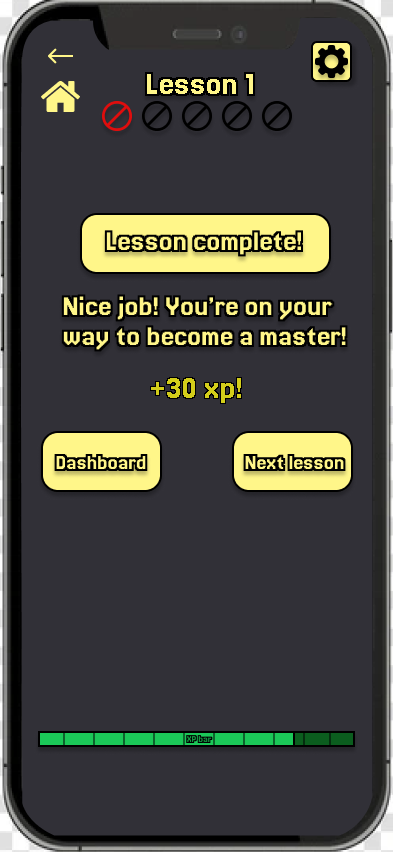 Lesson 1
Lesson complete!
Nice job! You're on your
way to become a master!
+30 xp!
Dashboard
Next lesson
XP bar